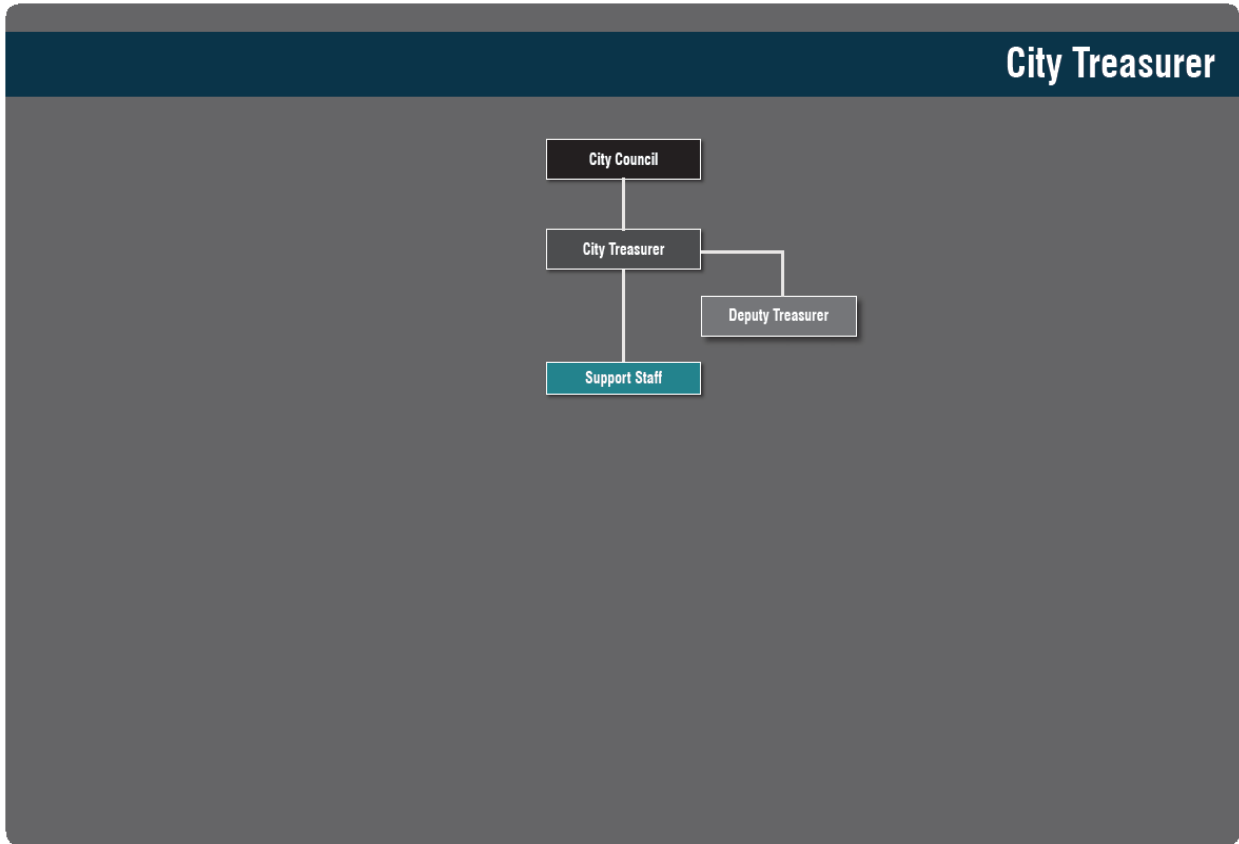 City Treasurer
City Council
City Treasurer
Deputy Treasurer
Support Staff